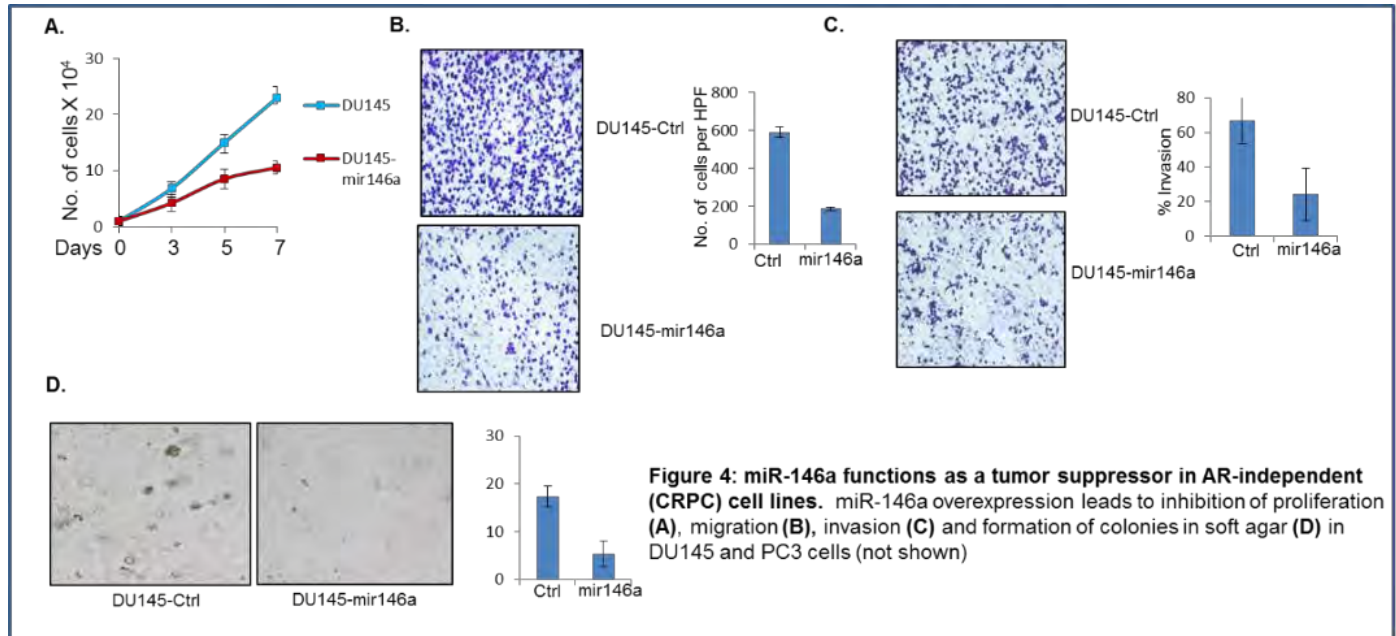 A.
No. of cells X 10⁴
30
20
10
0
Days 0 3 5 7
DU145
DU145-
mir146a
B.
DU145-Ctrl
DU145-mir146a
No. of cells per HPF
800
600
400
200
0
Ctrl mir146a
C.
DU145-Ctrl
DU145-mir146a
% Invasion
80
60
40
20
0
Ctrl mir146a
D.
DU145-Ctrl DU145-mir146a
30
20
10
0
Ctrl mir146a
Figure 4: miR-146a functions as a tumor suppressor in AR-independent
(CRPC) cell lines. miR-146a overexpression leads to inhibition of proliferation
(A), migration (B), invasion (C) and formation of colonies in soft agar (D) in
DU145 and PC3 cells (not shown)